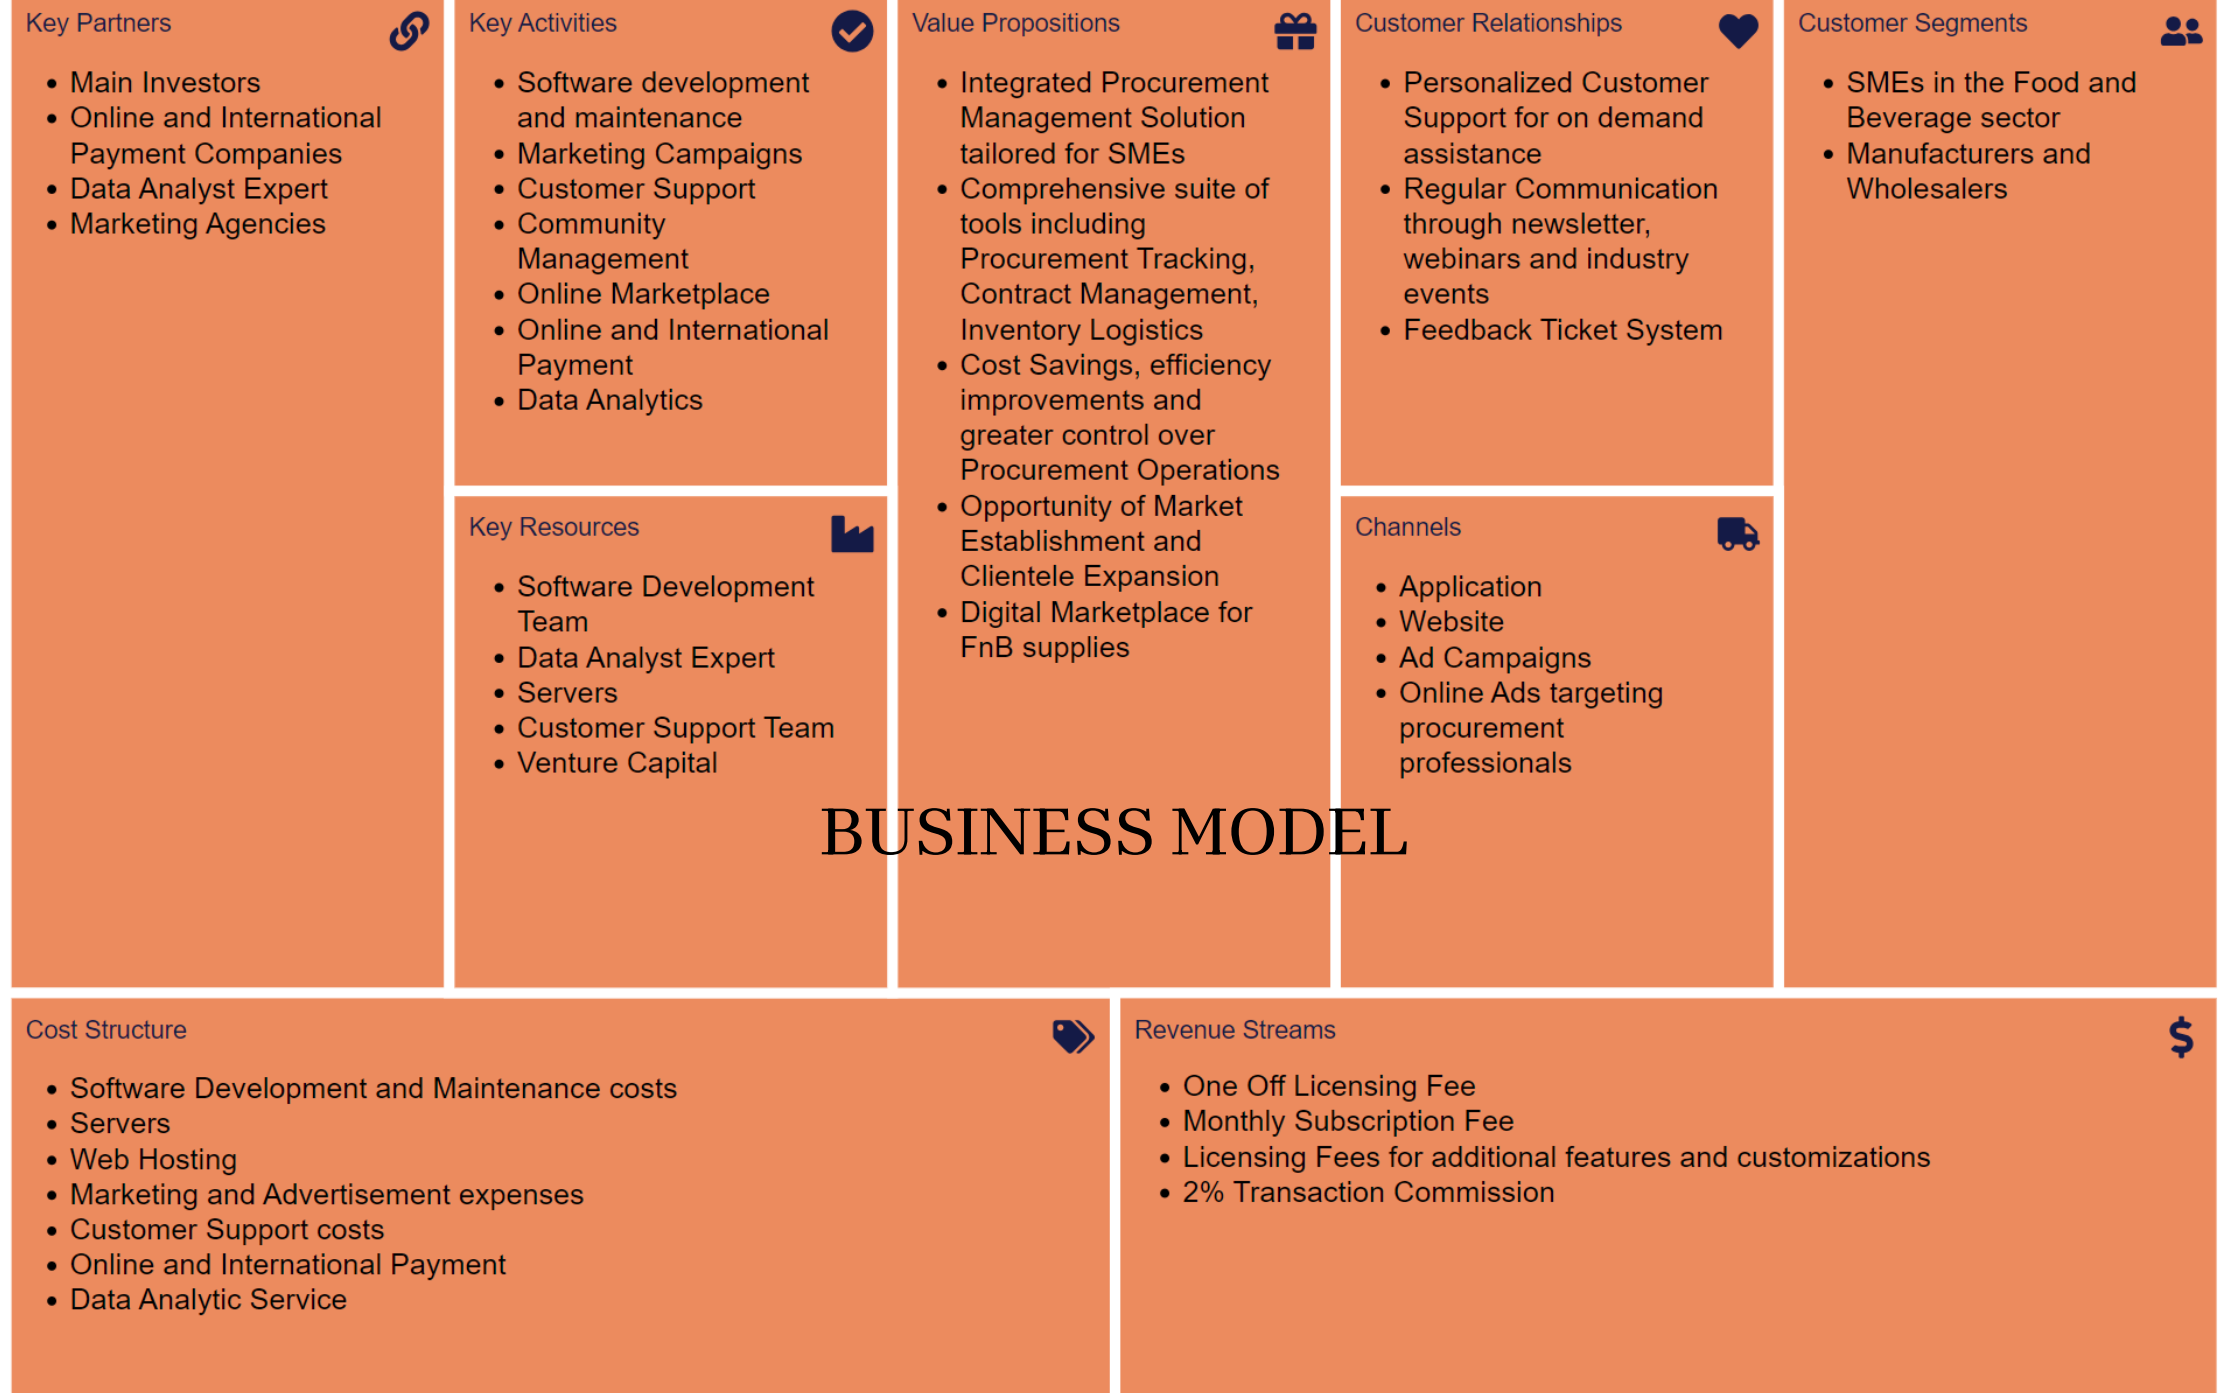 Key Partners
Main Investors
Online and International
Payment Companies
Data Analyst Expert
Marketing Agencies
Key Activities
Software development
and maintenance
Marketing Campaigns
Customer Support
Community
Management
Online Marketplace
Online and International
Payment
Data Analytics
Key Resources
Software Development
Team
Data Analyst Expert
Servers
Customer Support Team
Venture Capital
Value Propositions
Integrated Procurement
Management Solution
tailored for SMEs
Comprehensive suite of
tools including
Procurement Tracking,
Contract Management,
Inventory Logistics
Cost Savings, efficiency
improvements and
greater control over
Procurement Operations
Opportunity of Market
Establishment and
Clientele Expansion
Digital Marketplace for
FnB supplies
Customer Relationships
Personalized Customer
Support for on demand
assistance
Regular Communication
through newsletter,
webinars and industry
events
Feedback Ticket System
Channels
Application
Website
Ad Campaigns
Online Ads targeting
procurement
professionals
Customer Segments
SMEs in the Food and
Beverage sector
Manufacturers and
Wholesalers
BUSINESS MODEL
Cost Structure
Software Development and Maintenance costs
Servers
Web Hosting
Marketing and Advertisement expenses
Customer Support costs
Online and International Payment
Data Analytic Service
Revenue Streams
One Off Licensing Fee
Monthly Subscription Fee
Licensing Fees for additional features and customizations
2% Transaction Commission